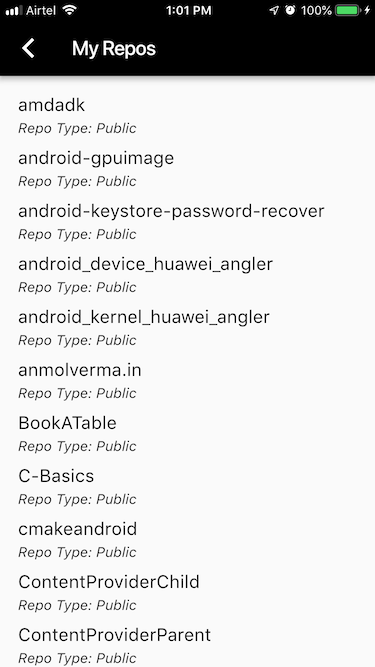 Airtel 1:01 PM 100%
My Repos
amdadk
Repo Type: Public
android-gpuimage
Repo Type: Public
android-keystore-password-recover
Repo Type: Public
android_device_huawei_angler
Repo Type: Public
android_kernel_huawei_angler
Repo Type: Public
anmolverma.in
Repo Type: Public
BookATable
Repo Type: Public
C-Basics
Repo Type: Public
cmakeandroid
Repo Type: Public
ContentProviderChild
Repo Type: Public
ContentProviderParent
Repo Type: Public